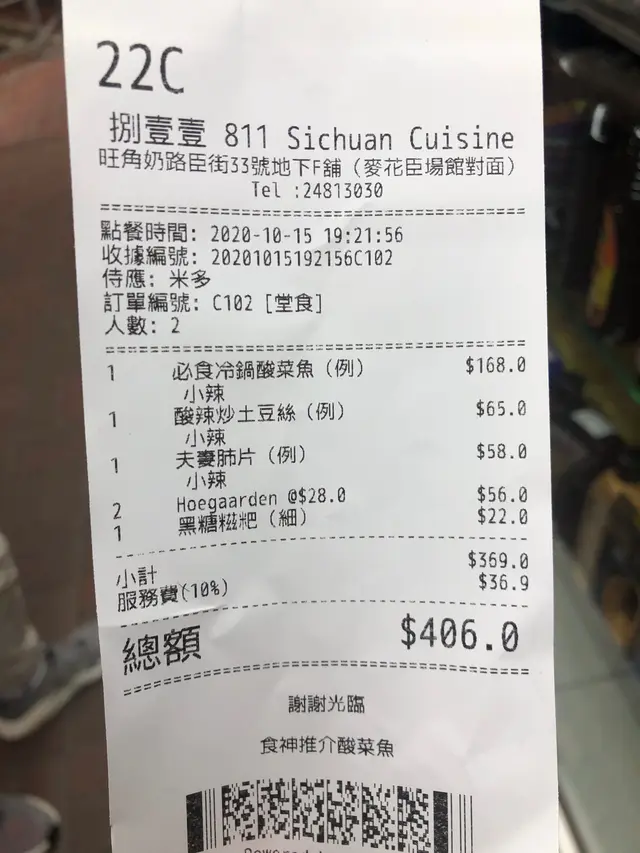 22C
捌壹壹 811 Sichuan Cuisine
旺角奶路臣街33號地下F舖（麥花臣場館對面）
Tel :24813030
點餐時間: 2020-10-15 19:21:56
收據編號: 20201015192156C102
侍應: 米多
訂單編號: C102 [堂食]
人數: 2
1 必食冷鍋酸菜魚（例） $168.0
小辣
1 酸辣炒土豆絲（例） $65.0
小辣
1 夫妻肺片（例） $58.0
小辣
2 Hoegaarden @$28.0 $56.0
1 黑糖糍粑（細） $22.0
小計 $369.0
服務費(10%) $36.9
總額 $406.0
謝謝光臨
食神推介酸菜魚